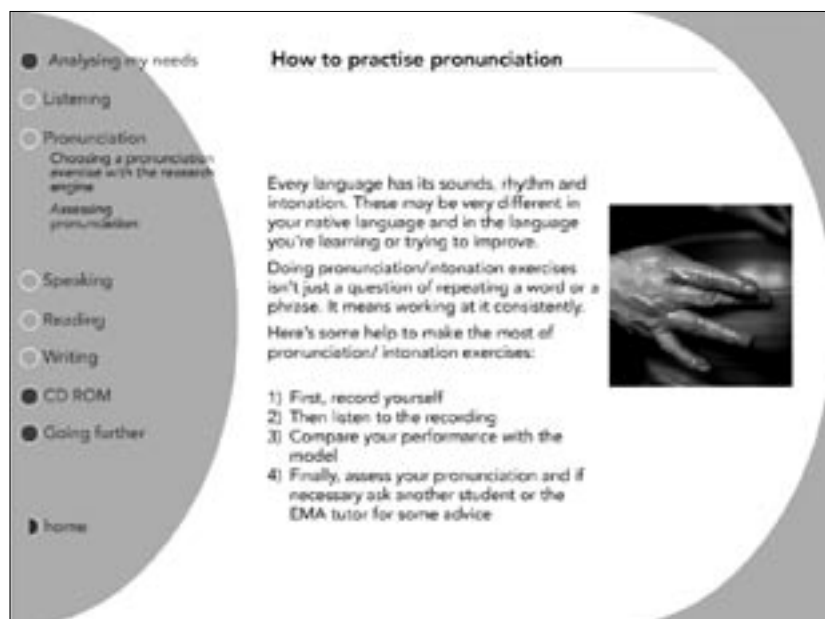 Analysing my needs
Listening
Pronunciation
Choosing a pronunciation
exercise with the research
engine
Assessing
pronunciation
Speaking
Reading
Writing
CD ROM
Going further
home
How to practise pronunciation
Every language has its sounds, rhythm and
intonation. These may be very different in
your native language and in the language
you're learning or trying to improve.
Doing pronunciation/intonation exercises
isn't just a question of repeating a word or a
phrase. It means working at it consistently.
Here's some help to make the most of
pronunciation/ intonation exercises:
1) First, record yourself
2) Then listen to the recording
3) Compare your performance with the
model
4) Finally, assess your pronunciation and if
necessary ask another student or the
EMA tutor for some advice